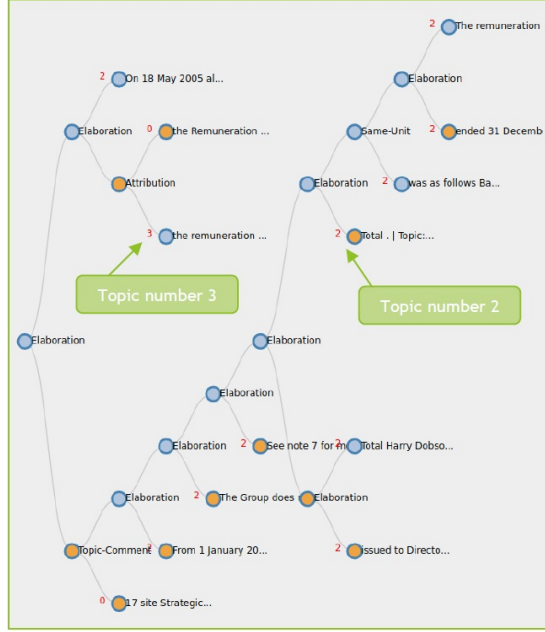 2 The remuneration
2 On 18 May 2005 al...
Elaboration
Elaboration
0 the Remuneration ...
Same-Unit
2 ended 31 Decemb
Attribution
Elaboration
2 was as follows Ba...
3 the remuneration ...
2 Total . | Topic:...
Topic number 3
Topic number 2
Elaboration
Elaboration
Elaboration
Elaboration
2 See note 7 for m
2 Total Harry Dobso...
Elaboration
2 The Group does
Elaboration
Topic-Comment
From 1 January 20...
2 issued to Directo...
0 17 site Strategic...